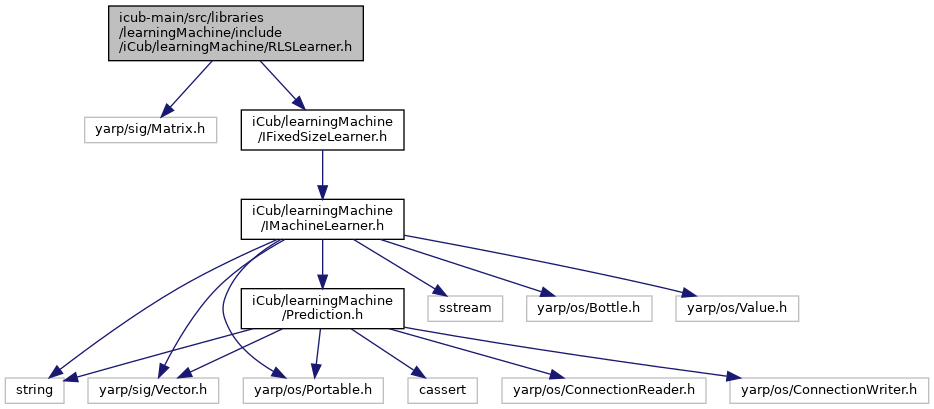 icub-main/src/libraries
/learningMachine/include
/iCub/learningMachine/RLSLearner.h
yarp/sig/Matrix.h
iCub/learningMachine
/IFixedSizeLearner.h
iCub/learningMachine
/IMachineLearner.h
iCub/learningMachine
/Prediction.h
sstream
yarp/os/Bottle.h
yarp/os/Value.h
string
yarp/sig/Vector.h
yarp/os/Portable.h
cassert
yarp/os/ConnectionReader.h
yarp/os/ConnectionWriter.h